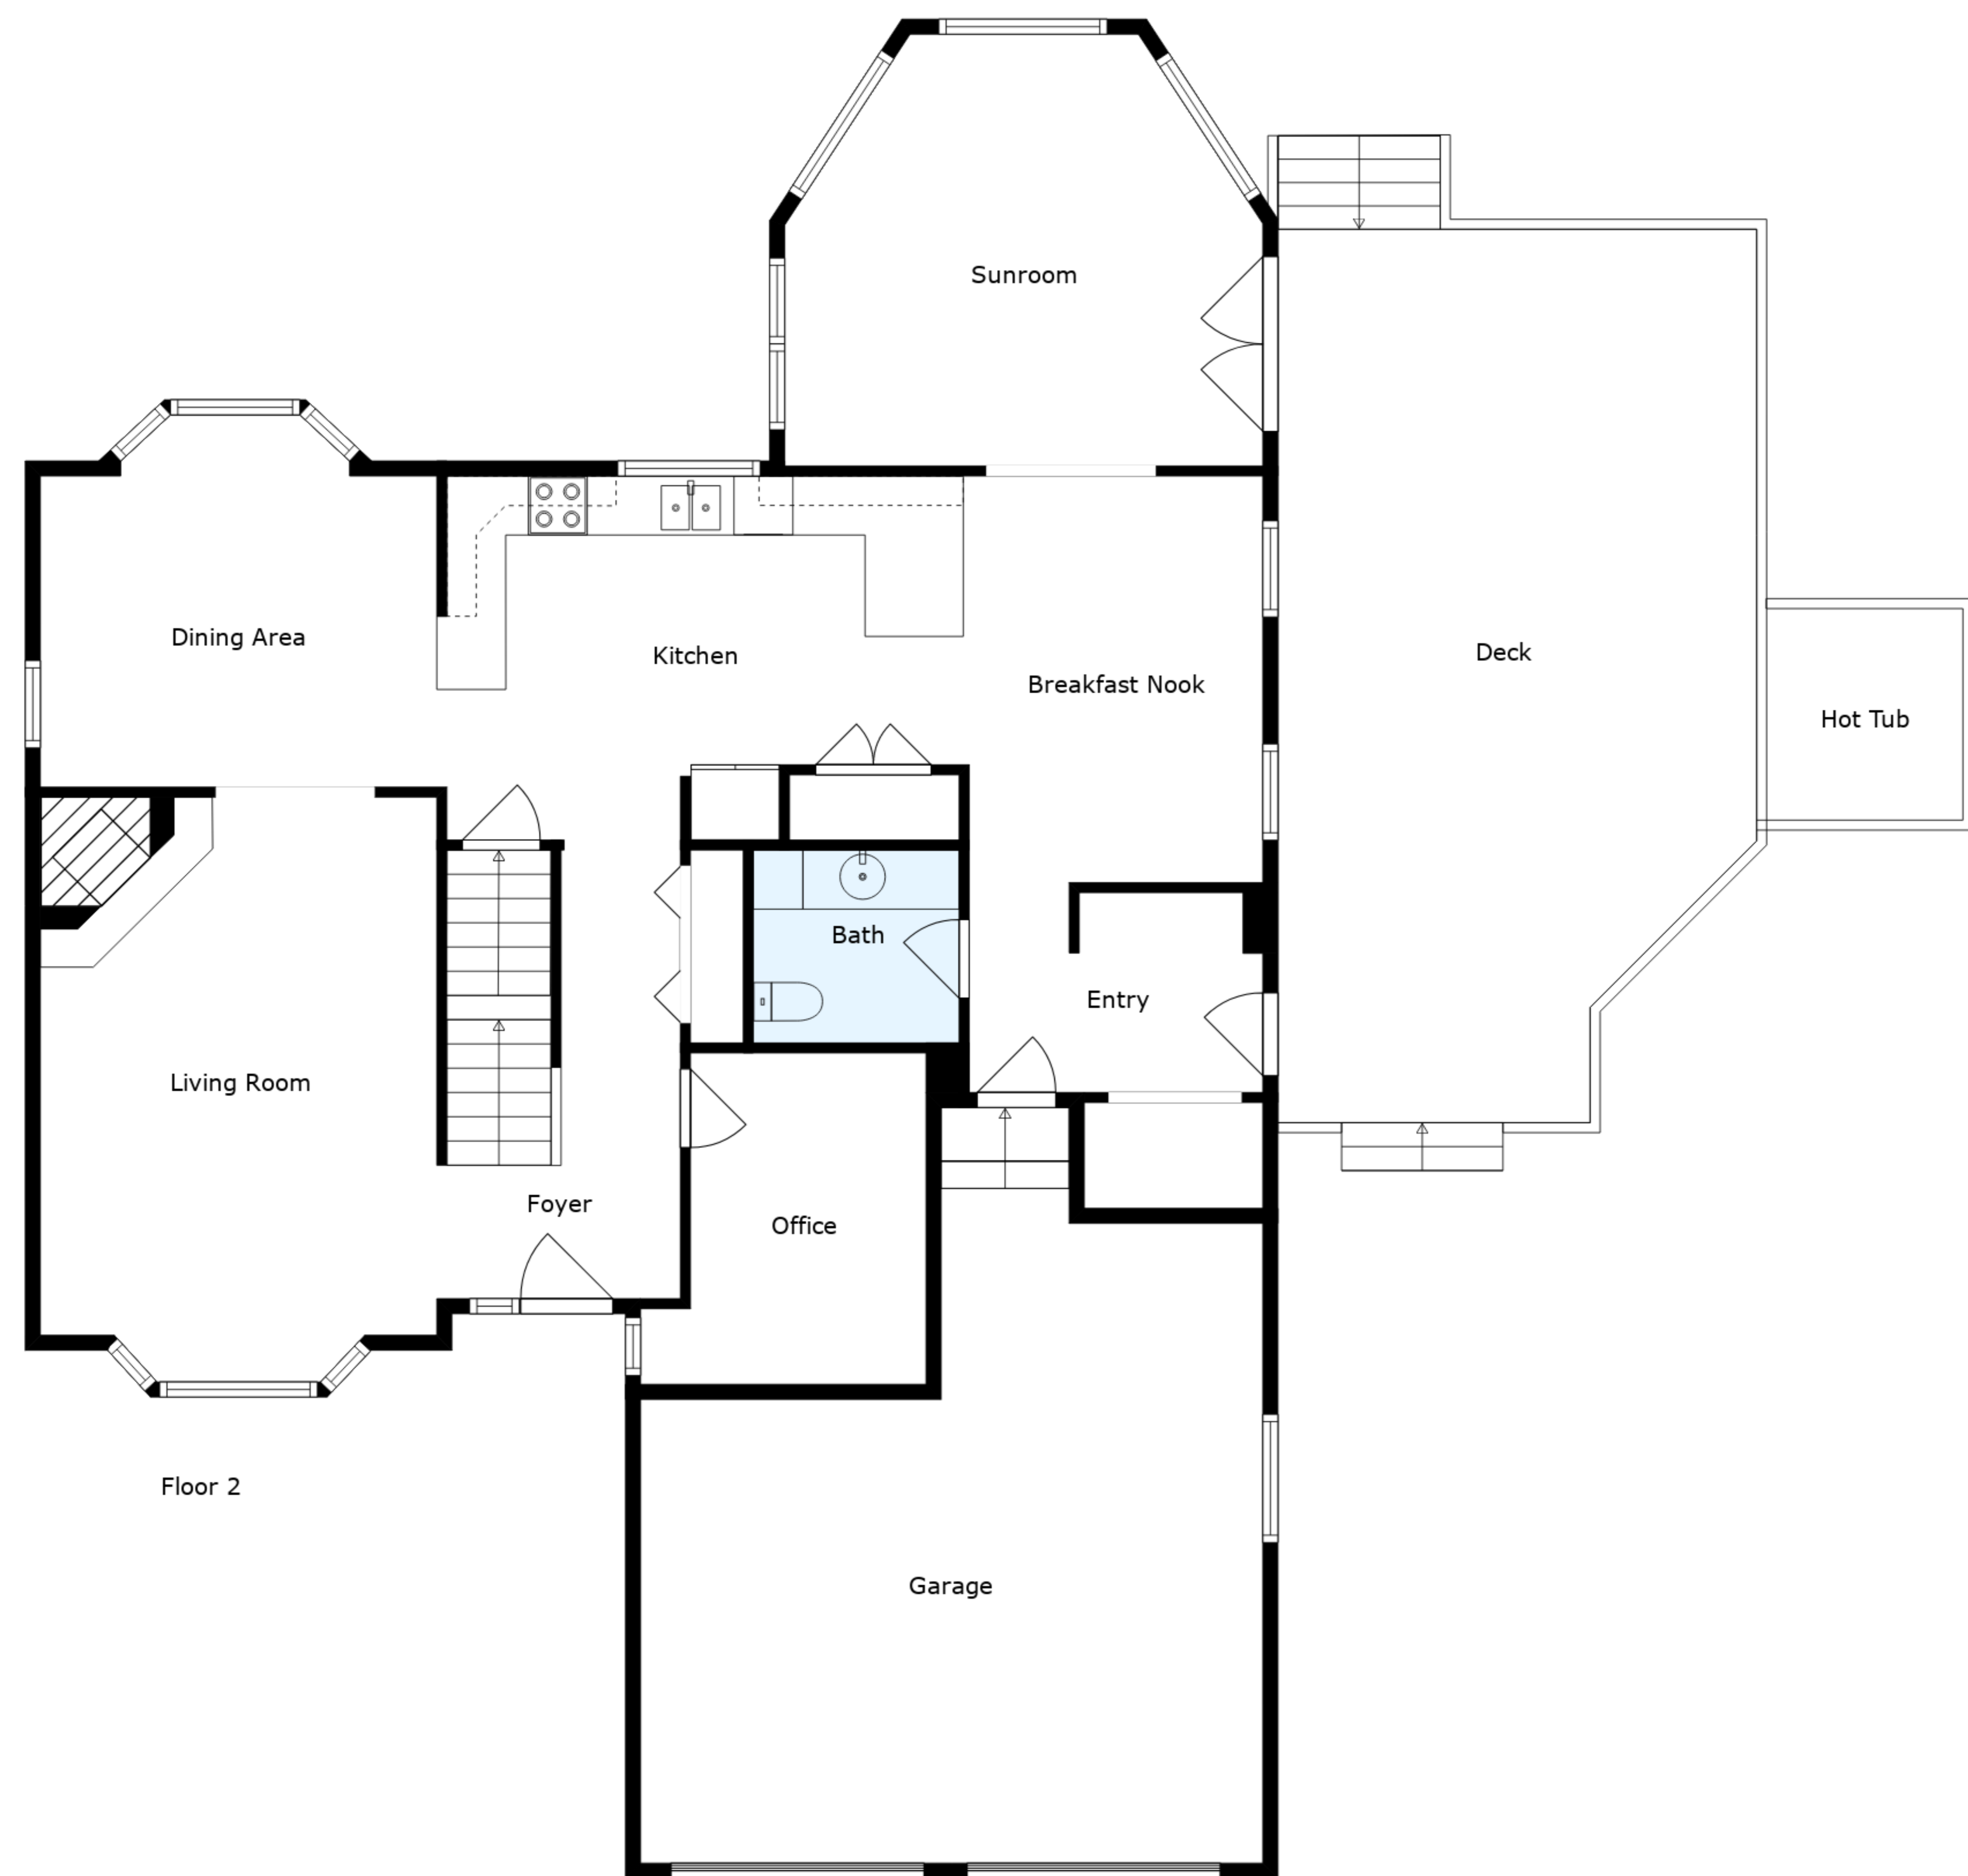 Sunroom
Dining Area
Kitchen
Deck
Breakfast Nook
Hot Tub
Bath
Entry
Living Room
Foyer
Office
Floor 2
Garage